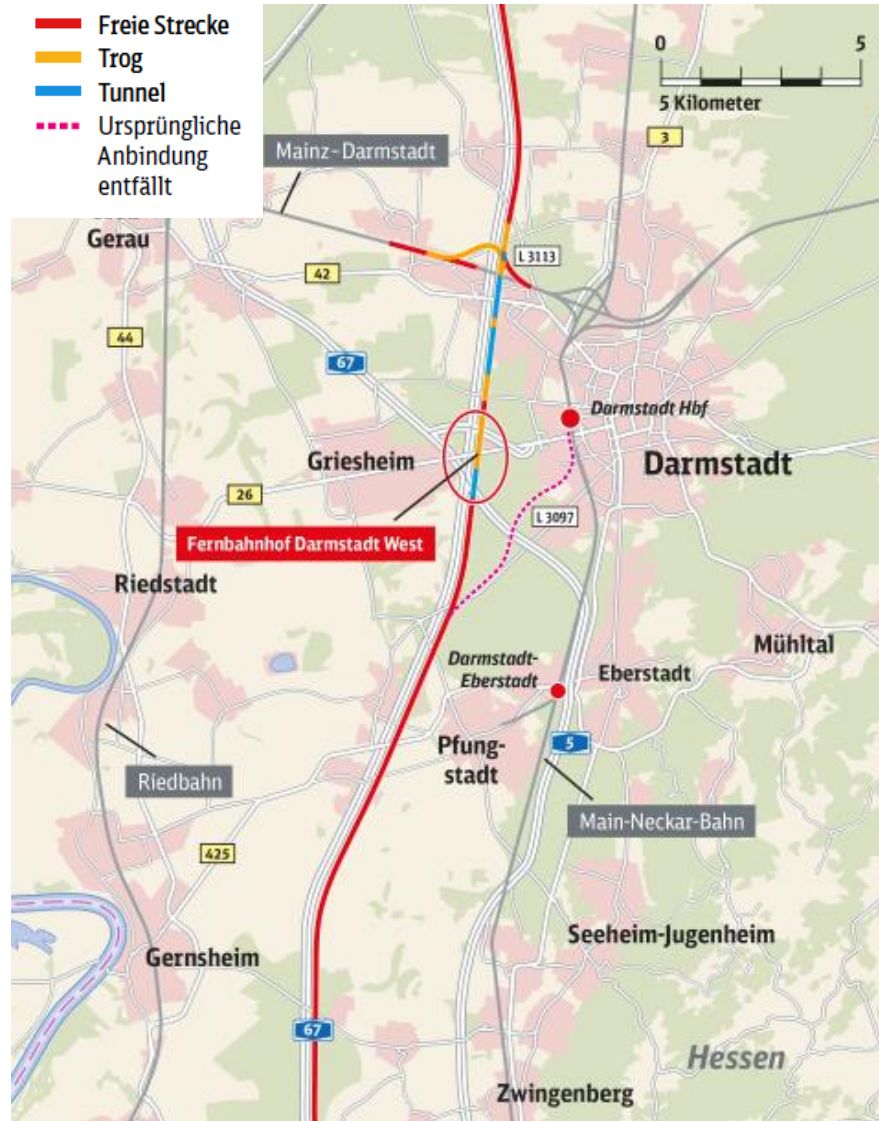 Freie Strecke
Trog
Tunnel
Ursprüngliche
Anbindung
entfällt
0 5
5 Kilometer
3
Mainz-Darmstadt
Gerau
L 3113
42
44
67
Darmstadt Hbf
Griesheim
Darmstadt
26
L 3097
Fernbahnhof Darmstadt West
Riedstadt
Mühltal
Darmstadt-
Eberstadt
Eberstadt
Pfung-
stadt
5
Riedbahn
Main-Neckar-Bahn
425
Seeheim-Jugenheim
Gernsheim
67
Hessen
Zwingenberg